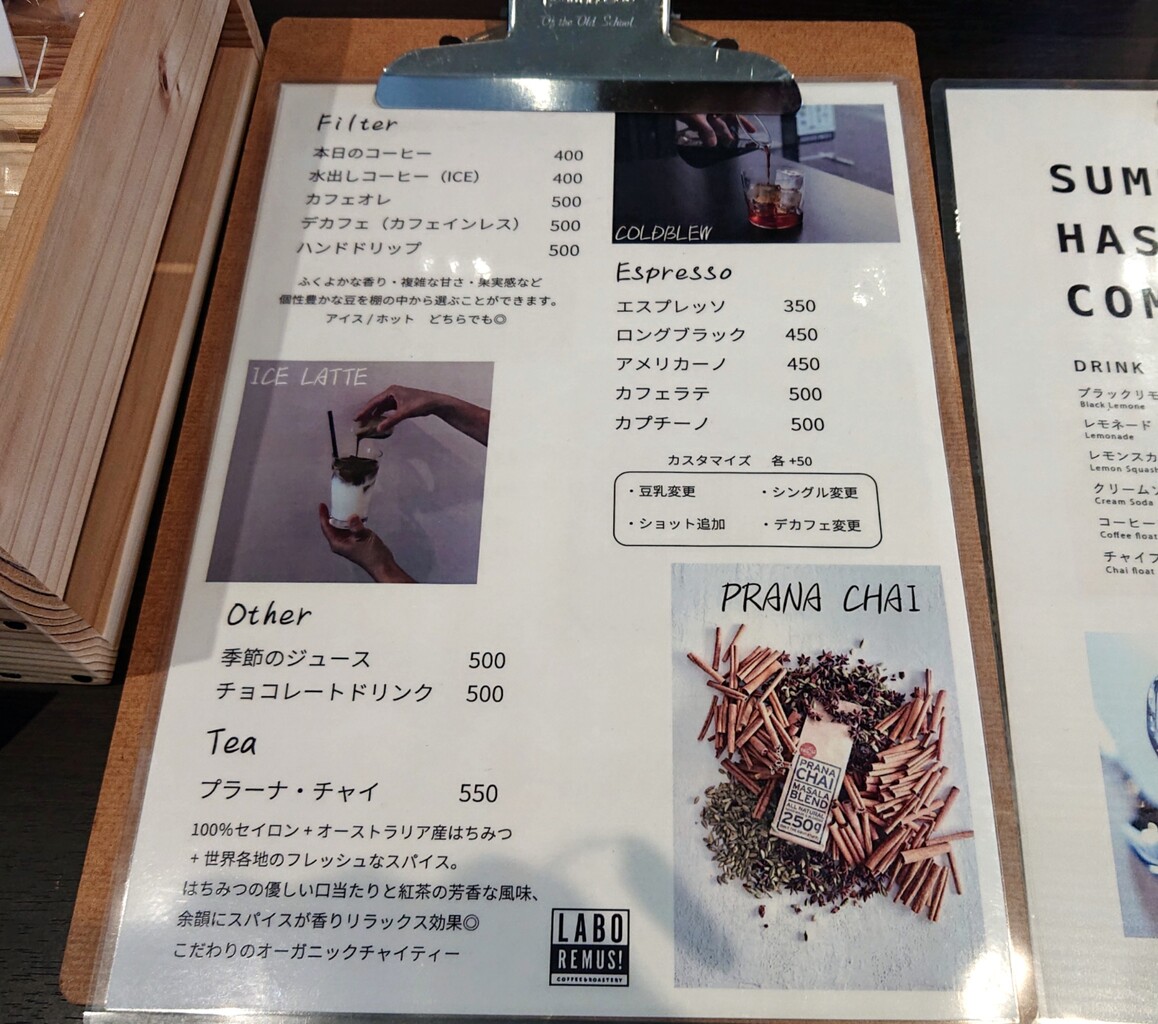 Of the Old School
Filter
本日のコーヒー 400
水出しコーヒー（ICE） 400
カフェオレ 500
デカフェ（カフェインレス） 500
ハンドドリップ 500
ふくよかな香り・複雑な甘さ・果実感など
個性豊かな豆を棚の中から選ぶことができます。
アイス / ホット　どちらでも◎
COLDBLEW
Espresso
エスプレッソ 350
ロングブラック 450
アメリカーノ 450
カフェラテ 500
カプチーノ 500
カスタマイズ　各 +50
・豆乳変更　・シングル変更
・ショット追加　・デカフェ変更
ICE LATTE
Other
季節のジュース 500
チョコレートドリンク 500
Tea
プラーナ・チャイ 550
100%セイロン + オーストラリア産はちみつ
+ 世界各地のフレッシュなスパイス。
はちみつの優しい口当たりと紅茶の芳香な風味、
余韻にスパイスが香りリラックス効果◎
こだわりのオーガニックチャイティー
LABO
REMUS!
COFFEE&ROASTERY
PRANA CHAI
PRANA
CHAI
MASALA
BLEND
ALL NATURAL
250g
SUM
HAS
COM
DRINK
ブラックリモ
Black Lemone
レモネード
Lemonade
レモンスカ
Lemon Squash
クリームソ
Cream Soda
コーヒー
Coffee float
チャイフ
Chai float